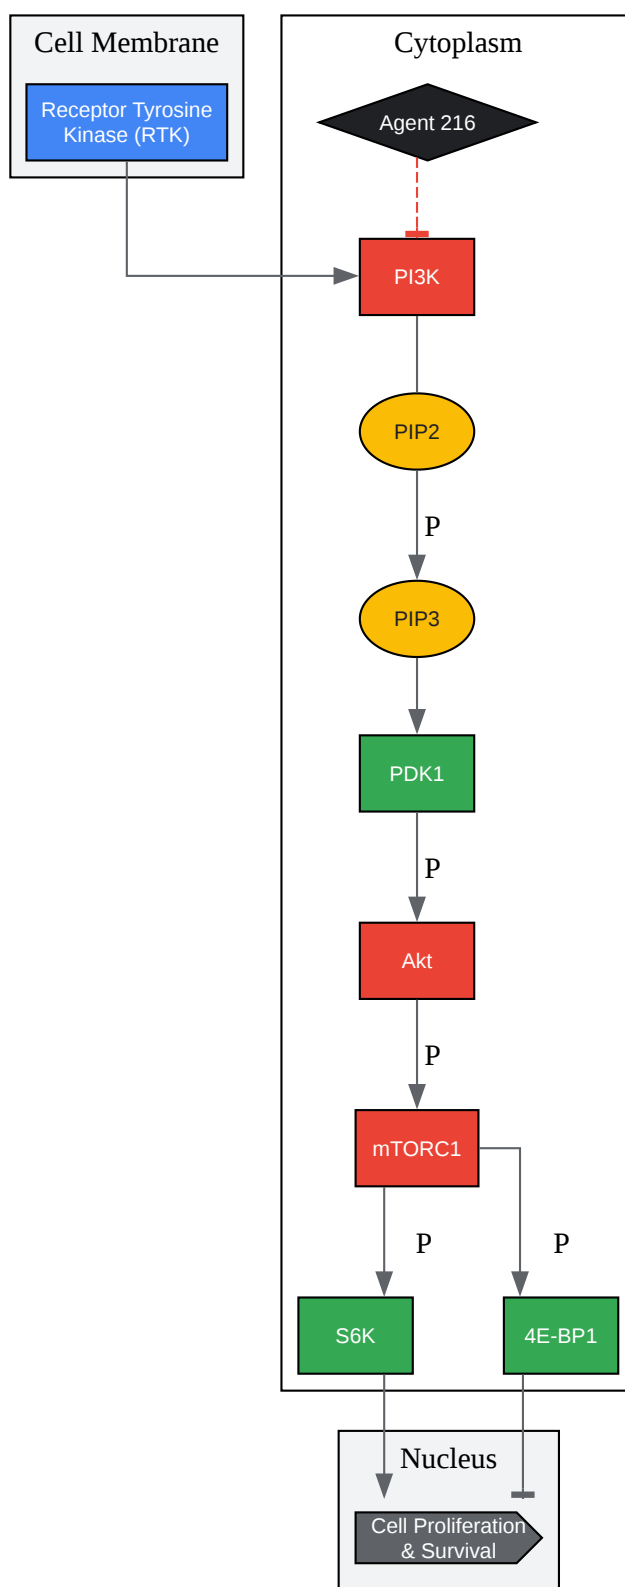 Cell Membrane
Cytoplasm
Receptor Tyrosine
Kinase (RTK)
Agent 216
PI3K
PIP2
P
PIP3
PDK1
P
Akt
P
mTORC1
P
P
S6K
4E-BP1
Nucleus
Cell Proliferation
& Survival